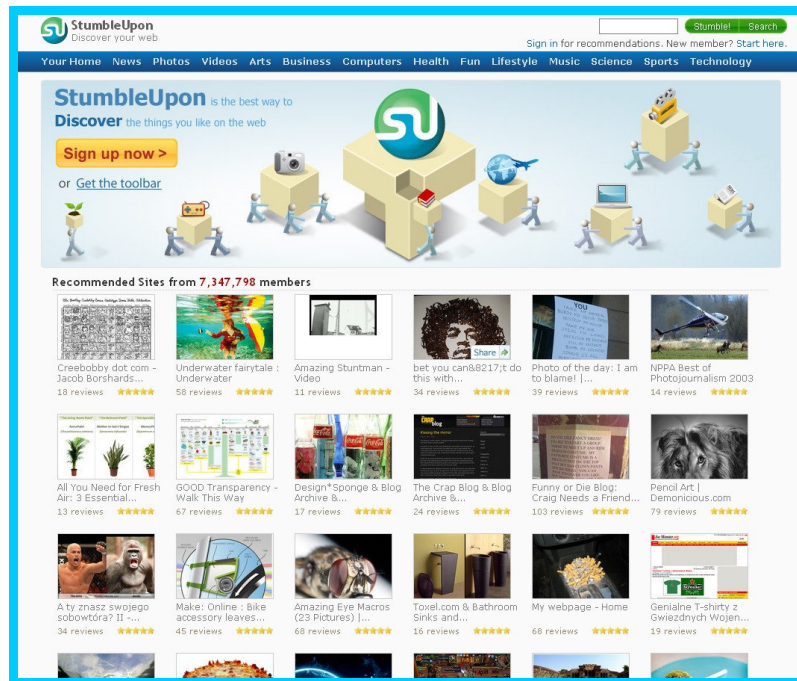 StumbleUpon
Discover your web
Stumble! Search
Sign in for recommendations. New member? Start here.
Your Home News Photos Videos Arts Business Computers Health Fun Lifestyle Music Science Sports Technology
StumbleUpon is the best way to
Discover the things you like on the web
Sign up now >
or Get the toolbar
Recommended Sites from 7,347,798 members
Creebobby dot com -
Jacob Borshards...
18 reviews
Underwater fairytale :
Underwater
58 reviews
Amazing Stuntman -
Video
11 reviews
Share
bet you can&8217;t do
this with...
34 reviews
YOU
Photo of the day: I am
to blame! |...
39 reviews
NPPA Best of
Photojournalism 2003
14 reviews
All You Need for Fresh
Air: 3 Essential...
13 reviews
GOOD Transparency -
Walk This Way
67 reviews
Design*Sponge & Blog
Archive &...
17 reviews
Crap
blog
The Crap Blog & Blog
Archive &...
24 reviews
Funny or Die Blog:
Craig Needs a Friend...
103 reviews
Pencil Art |
Demonicious.com
79 reviews
A ty znasz swojego
sobowtóra? II -...
34 reviews
Make: Online : Bike
accessory leaves...
45 reviews
Amazing Eye Macros
(23 Pictures) |...
68 reviews
Toxel.com & Bathroom
Sinks and...
16 reviews
My webpage - Home
68 reviews
Genialne T-shirty z
Gwiezdnych Wojen...
19 reviews